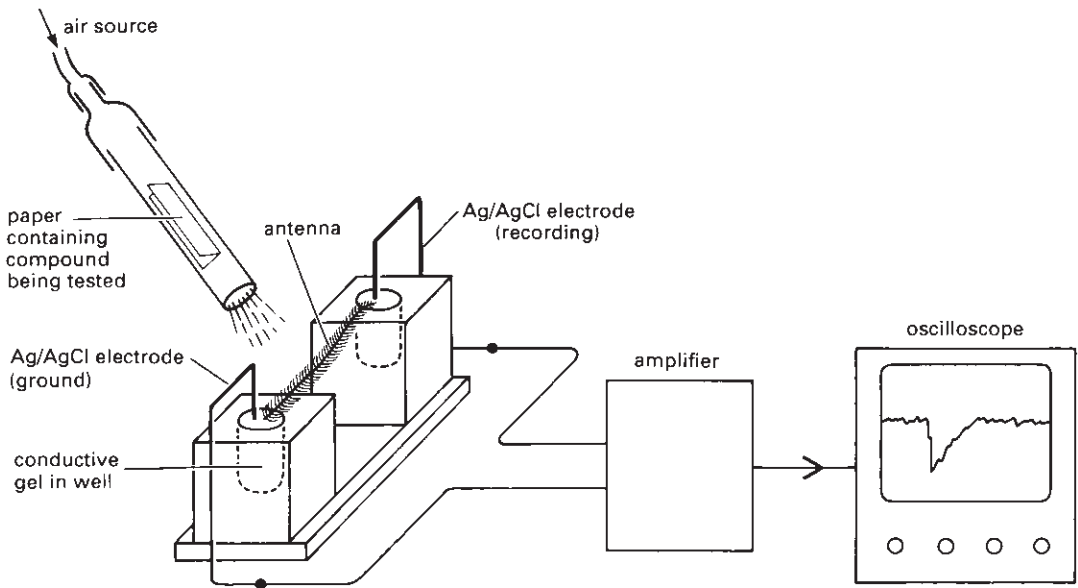 air source
paper
containing
compound
being tested
antenna
Ag/AgCl electrode
(recording)
Ag/AgCl electrode
(ground)
conductive
gel in well
amplifier
oscilloscope